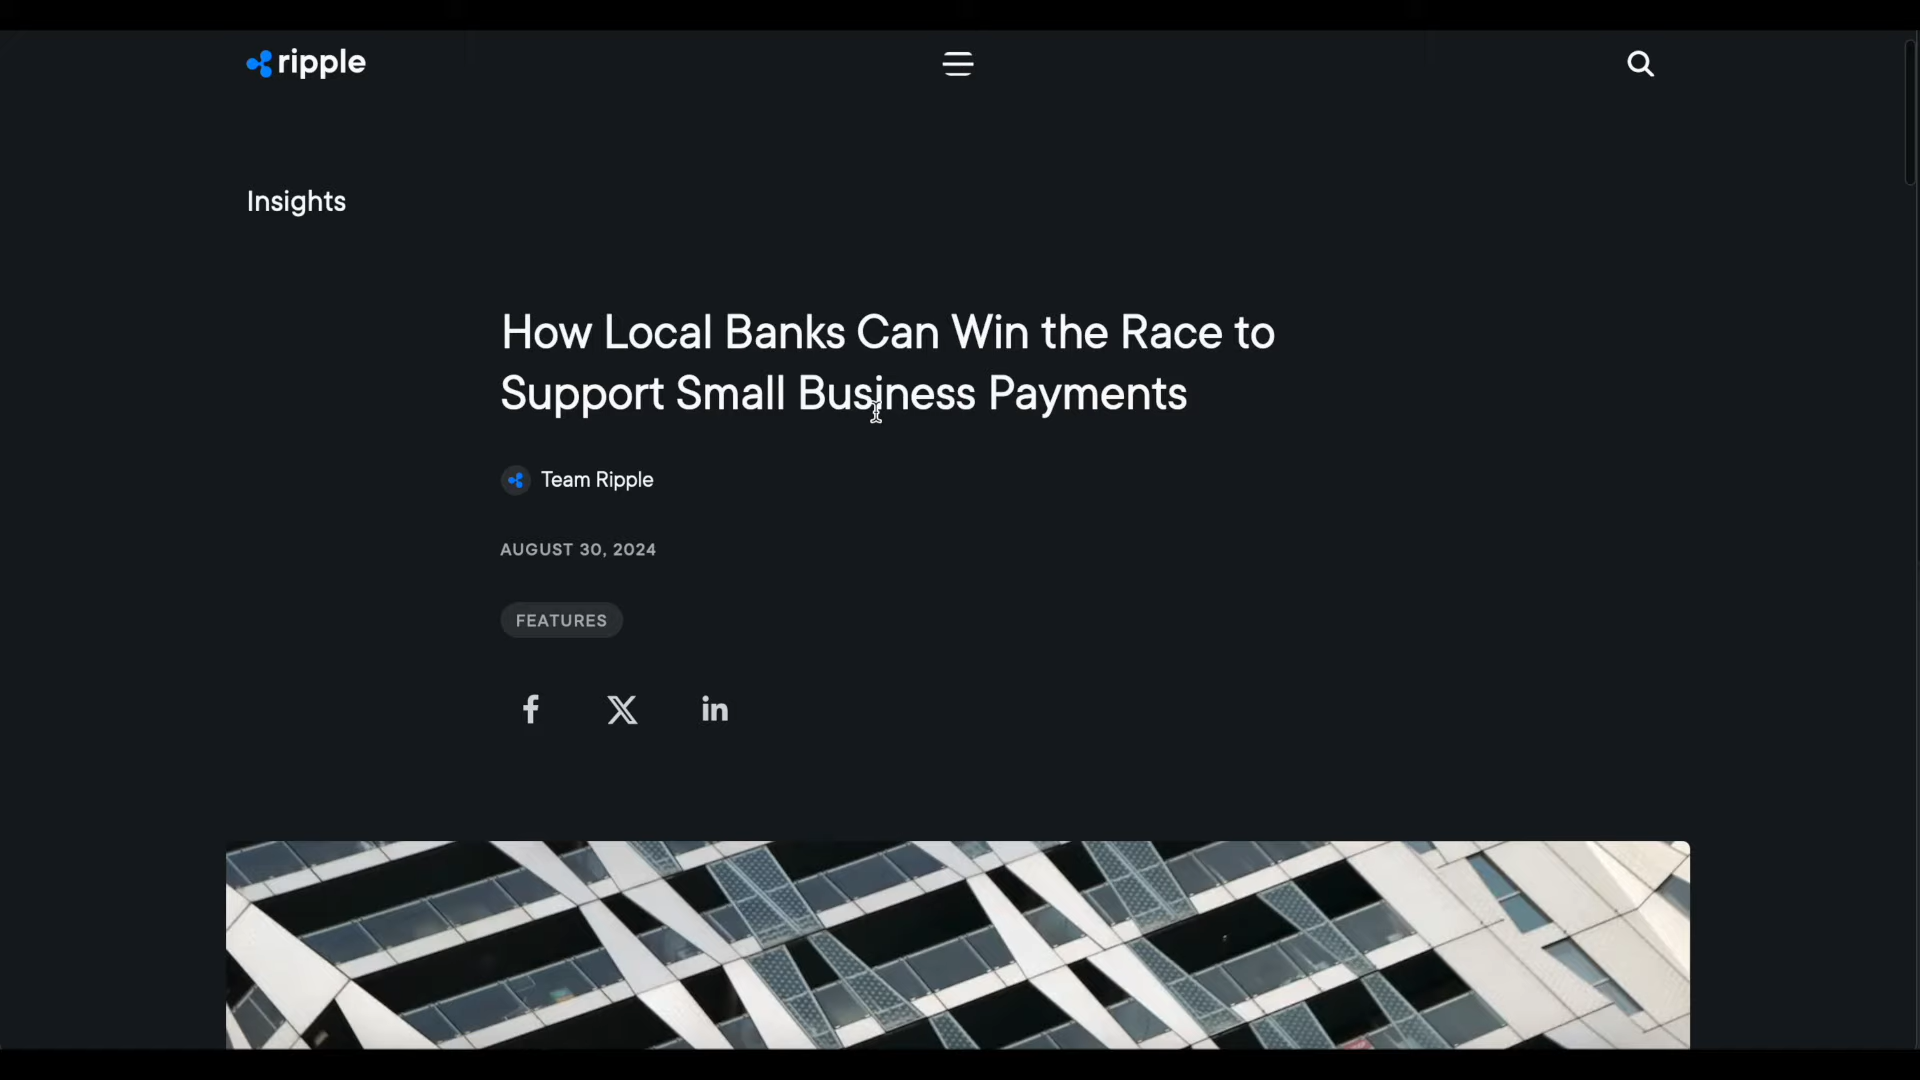 ripple
Insights
How Local Banks Can Win the Race to
Support Small Business Payments
Team Ripple
AUGUST 30, 2024
FEATURES